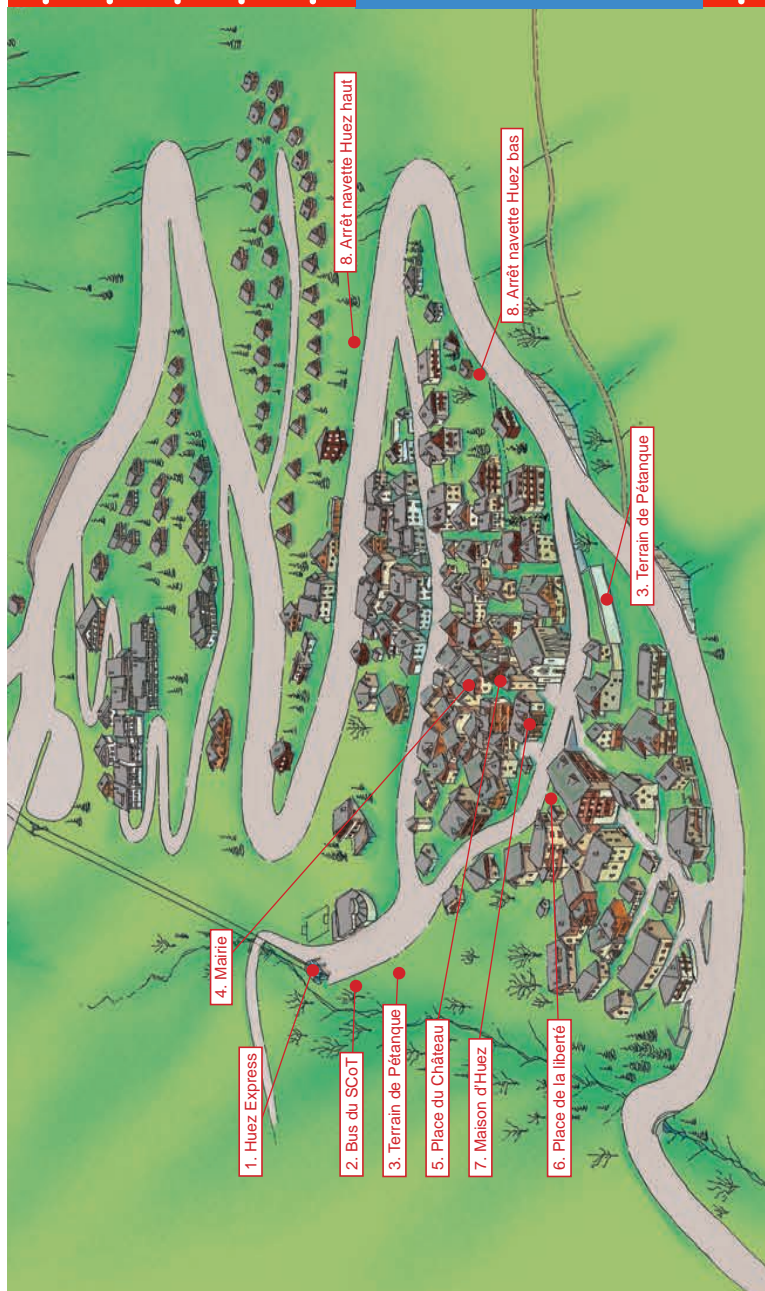 1. Huez Express
2. Bus du SCoT
3. Terrain de Pétanque
4. Mairie
5. Place du Château
7. Maison d'Huez
6. Place de la liberté
8. Arrêt navette Huez haut
8. Arrêt navette Huez bas
3. Terrain de Pétanque